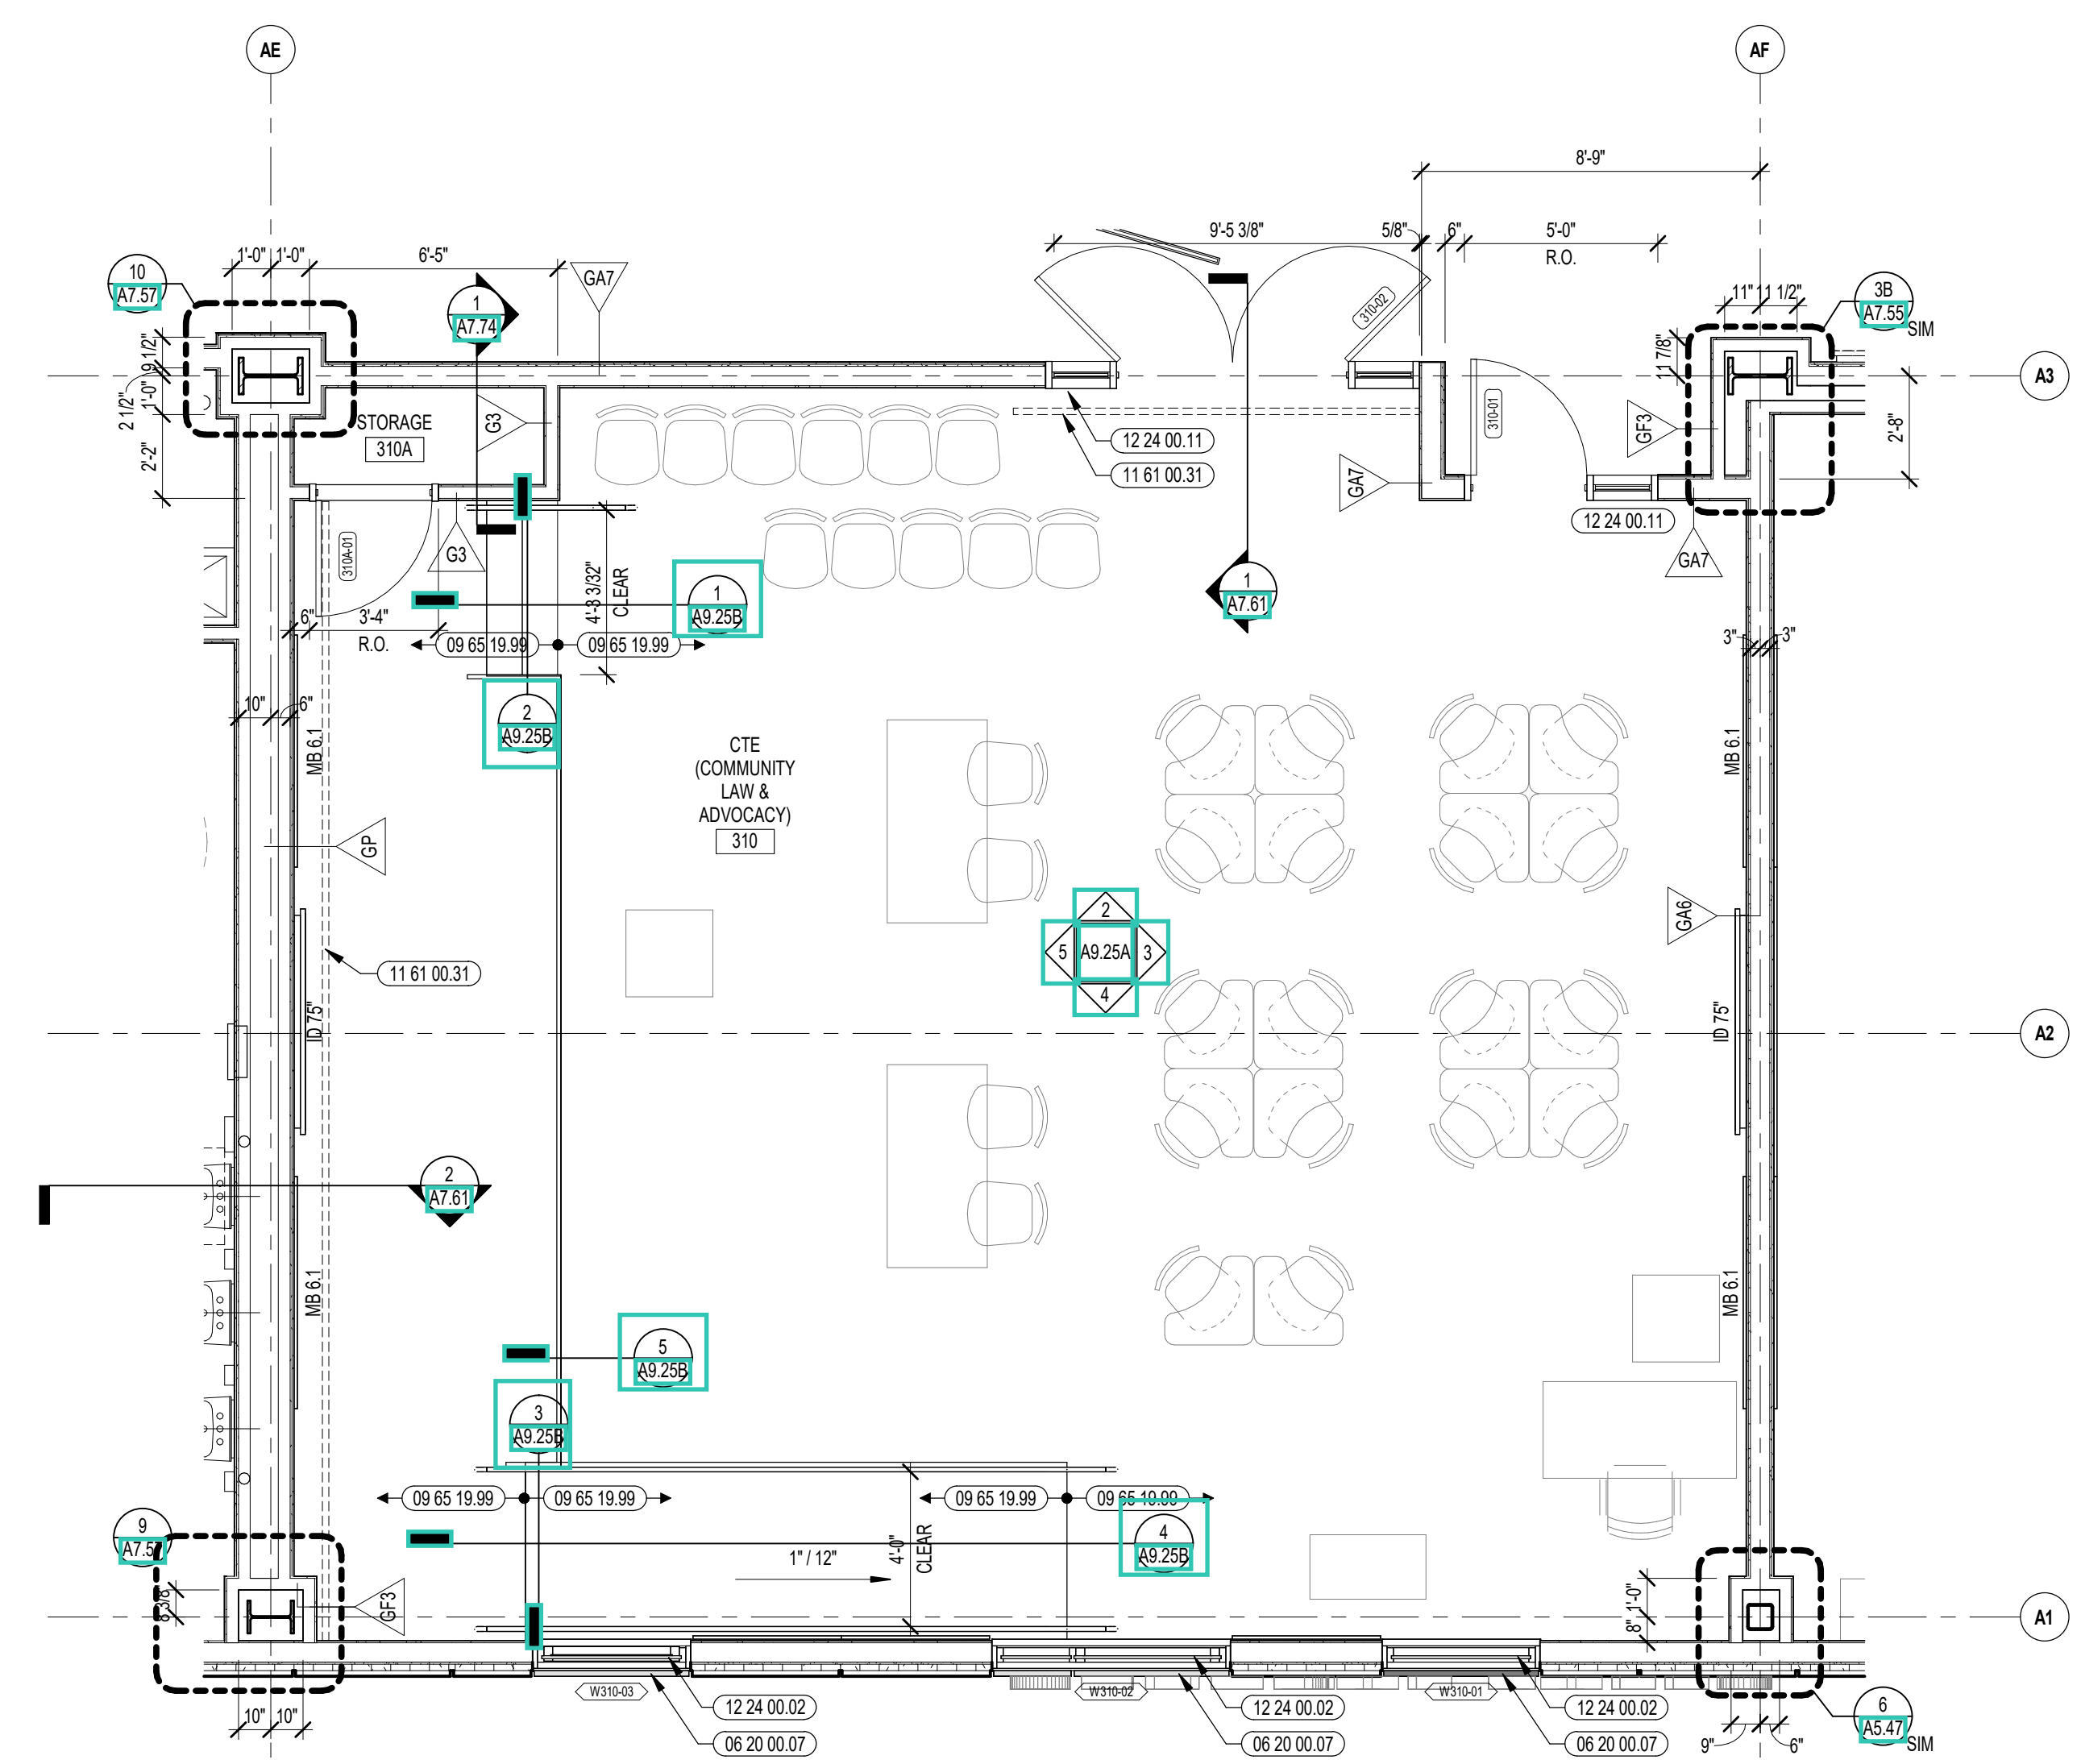 AE
AF
8'-9"
9'-5 3/8"
5/8"
6"
5'-0"
R.O.
1'-0"
1'-0"
6'-5"
GA7
10
A7.57
1
A7.74
310-02
11"
11 1/2"
3B
A7.55
SIM
9 1/2"
1'-0"
2 1/2"
2'-2"
11 7/8"
A3
STORAGE
310A
G3
12 24 00.11
11 61 00.31
310-01
GF3
2'-8"
GA7
12 24 00.11
GA7
310A-01
G3
4'-3 3/32"
CLEAR
1
A9.25B
1
A7.61
6"
3'-4"
R.O.
09 65 19.99
09 65 19.99
3"
3"
10"
6"
2
A9.25B
MB 6.1
MB 6.1
CTE
(COMMUNITY
LAW &
ADVOCACY)
310
GP
GA6
2
5
A9.25A
3
4
11 61 00.31
ID 75"
ID 75"
A2
2
A7.61
MB 6.1
MB 6.1
5
A9.25B
3
A9.25B
09 65 19.99
09 65 19.99
09 65 19.99
09 65 19.99
9
4
A9.25B
4'-0"
CLEAR
1" / 12"
8 3/8"
GF3
8"
1'-0"
A1
W310-03
W310-02
W310-01
12 24 00.02
12 24 00.02
12 24 00.02
10"
10"
06 20 00.07
06 20 00.07
06 20 00.07
9"
6"
6
A5.47
SIM